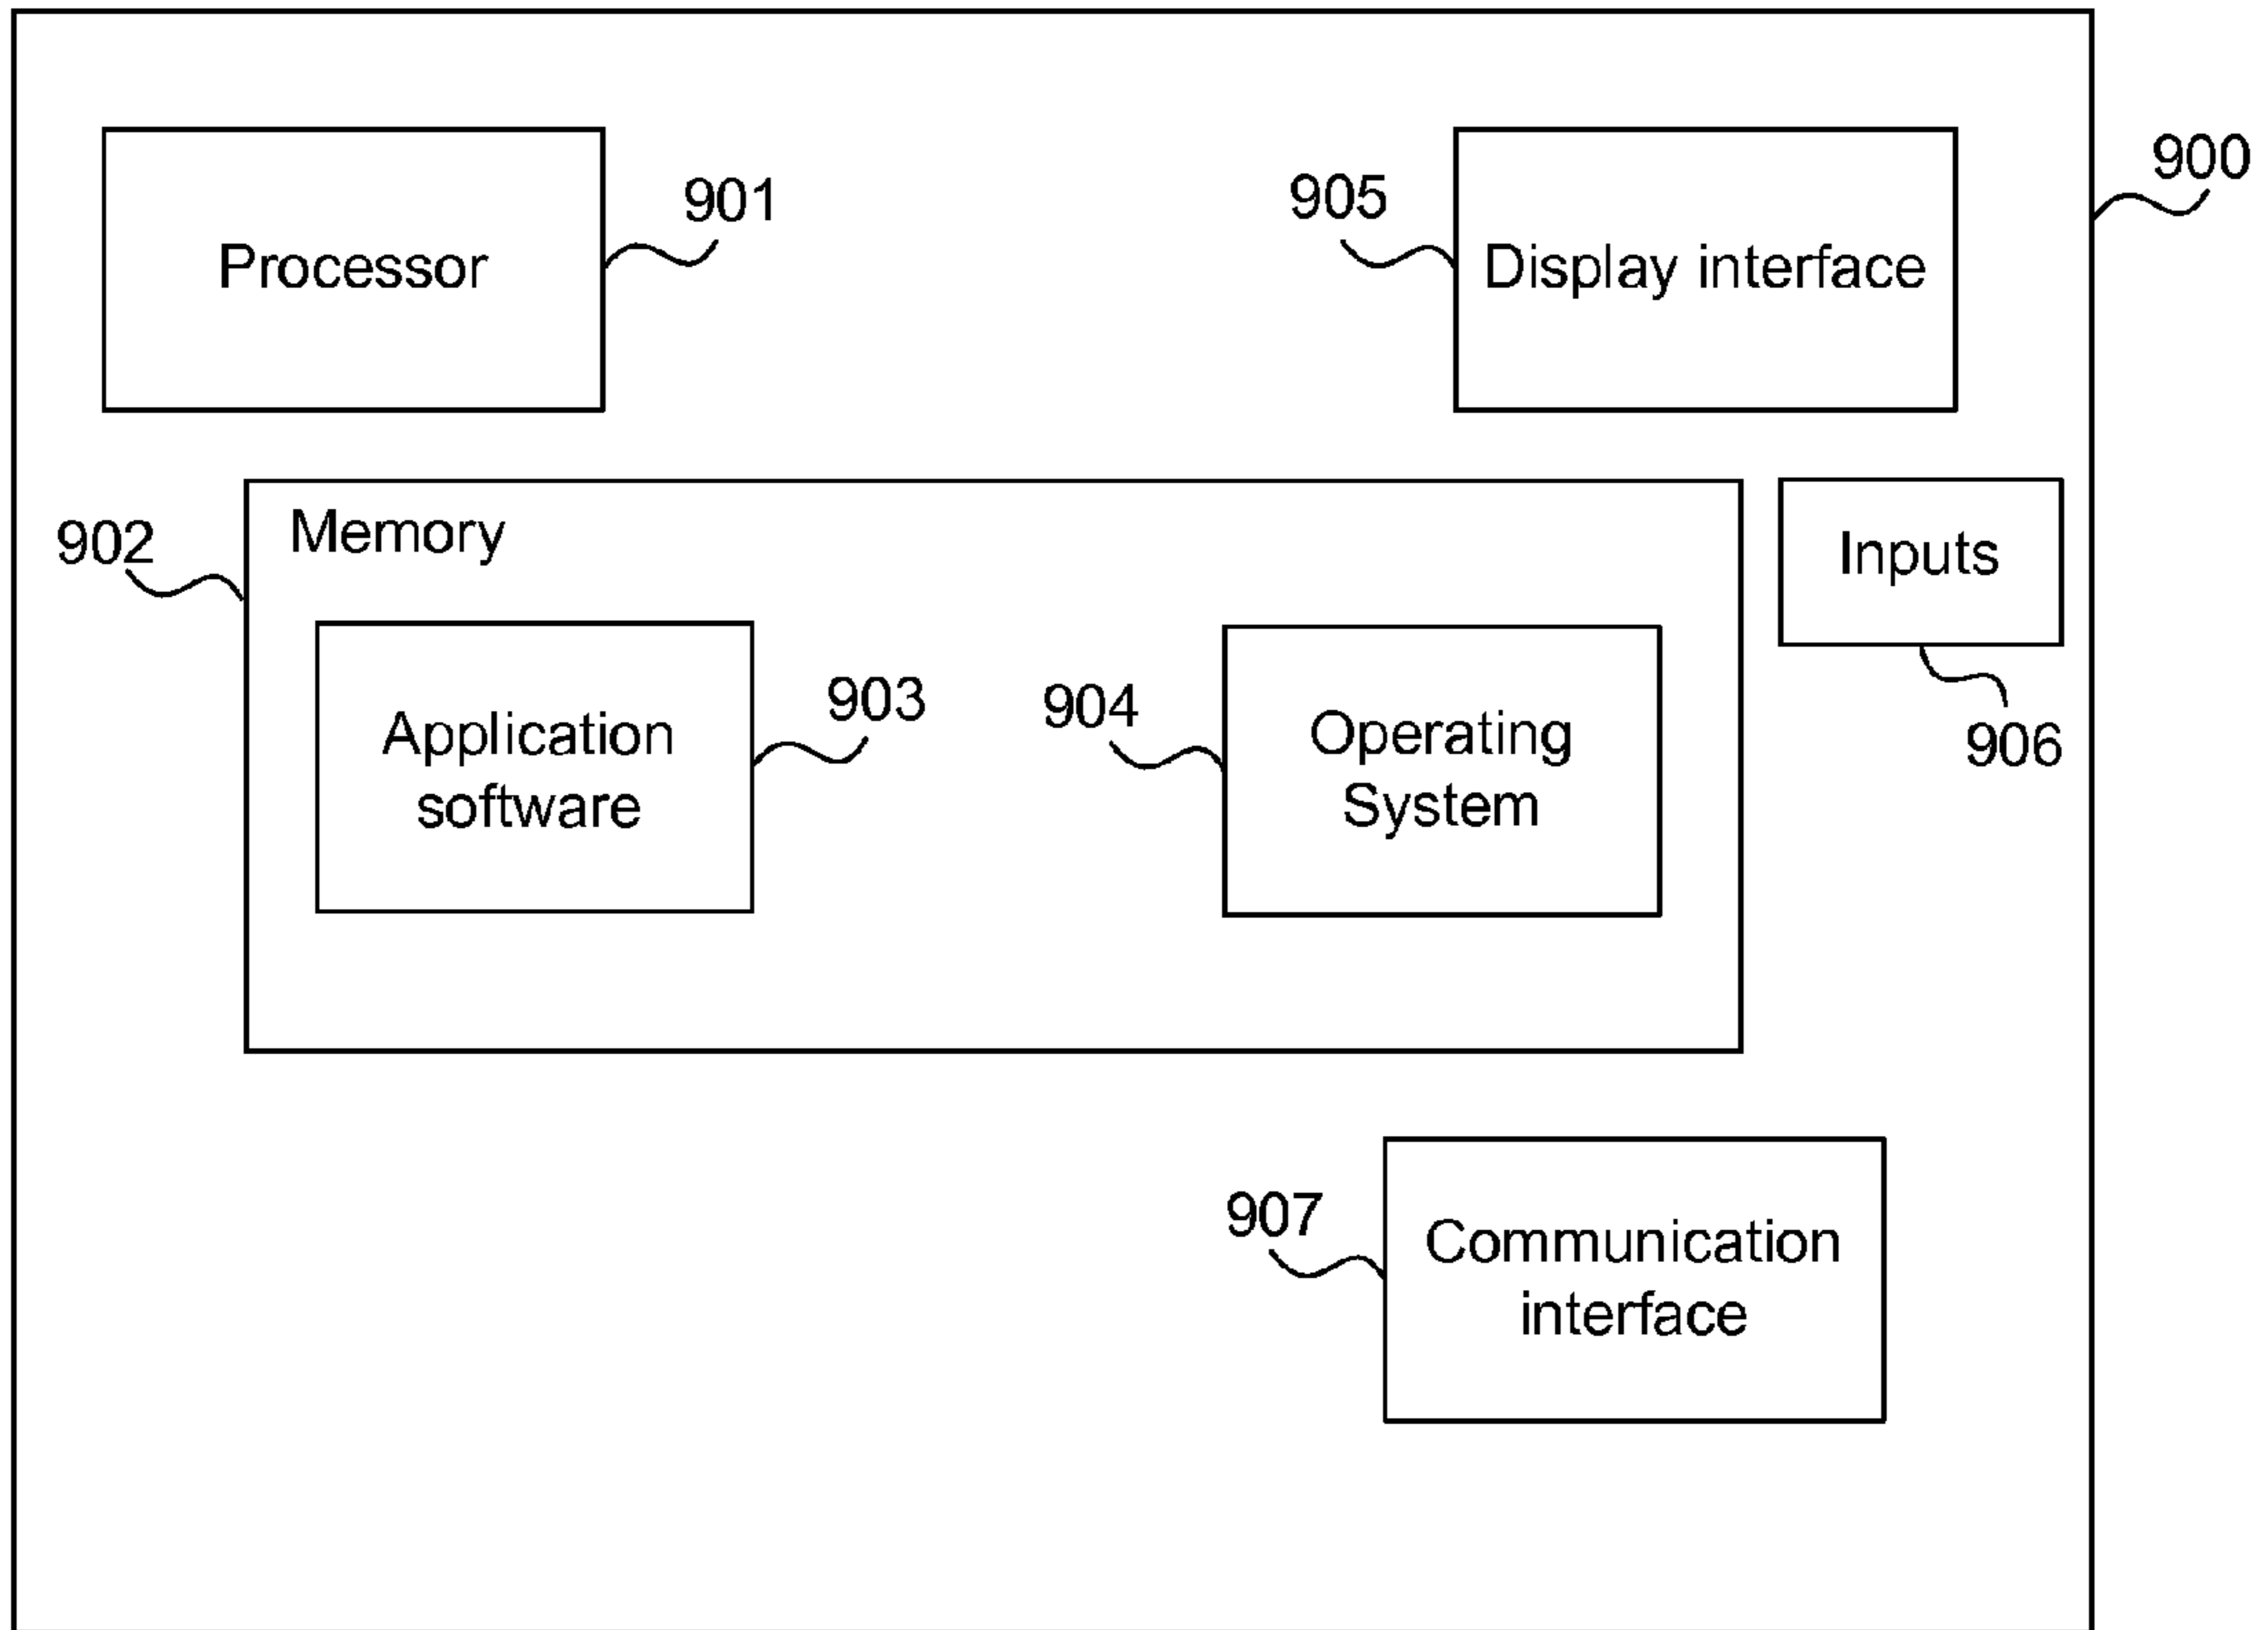 900
Processor
901
905
Display interface
902
Memory
Inputs
906
Application
software
903
904
Operating
System
907
Communication
interface